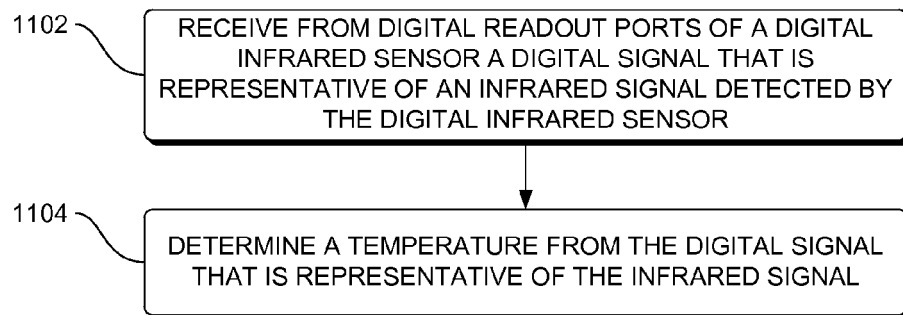 1102
RECEIVE FROM DIGITAL READOUT PORTS OF A DIGITAL
INFRARED SENSOR A DIGITAL SIGNAL THAT IS
REPRESENTATIVE OF AN INFRARED SIGNAL DETECTED BY
THE DIGITAL INFRARED SENSOR
1104
DETERMINE A TEMPERATURE FROM THE DIGITAL SIGNAL
THAT IS REPRESENTATIVE OF THE INFRARED SIGNAL